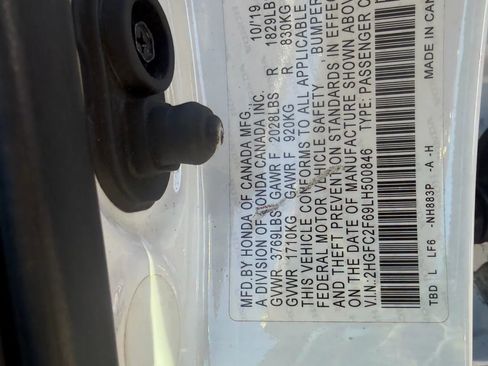 MFD.BY HONDA OF CANADA MFG. 10/'19
A DIVISION OF HONDA CANADA INC.
GVWR 3769LBS GAWR F 2028LBS R 1829LB
GVWR 1710KG GAWR F 920KG R 830KG
THIS VEHICLE CONFORMS TO ALL APPLICABLE
FEDERAL MOTOR VEHICLE SAFETY BUMPER
AND THEFT PREVENTION STANDARDS IN EFFEC
ON THE DATE OF MANUFACTURE SHOWN ABOVE
V.I.N.:2HGFC2F69LH500846 TYPE: PASSENGER C
TBD L LF6 -NH883P -A -H MADE IN CAN